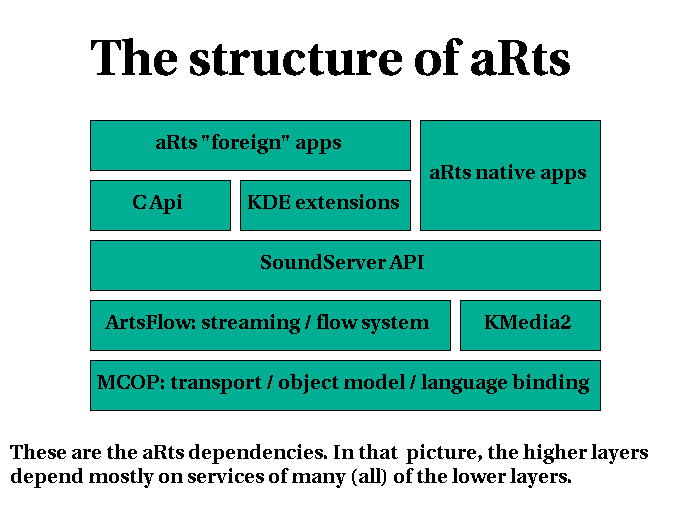 The structure of aRts
aRts "foreign" apps
aRts native apps
C Api
KDE extensions
SoundServer API
ArtsFlow: streaming / flow system
KMedia2
MCOP: transport / object model / language binding
These are the aRts dependencies. In that  picture, the higher layers
depend mostly on services of many (all) of the lower layers.